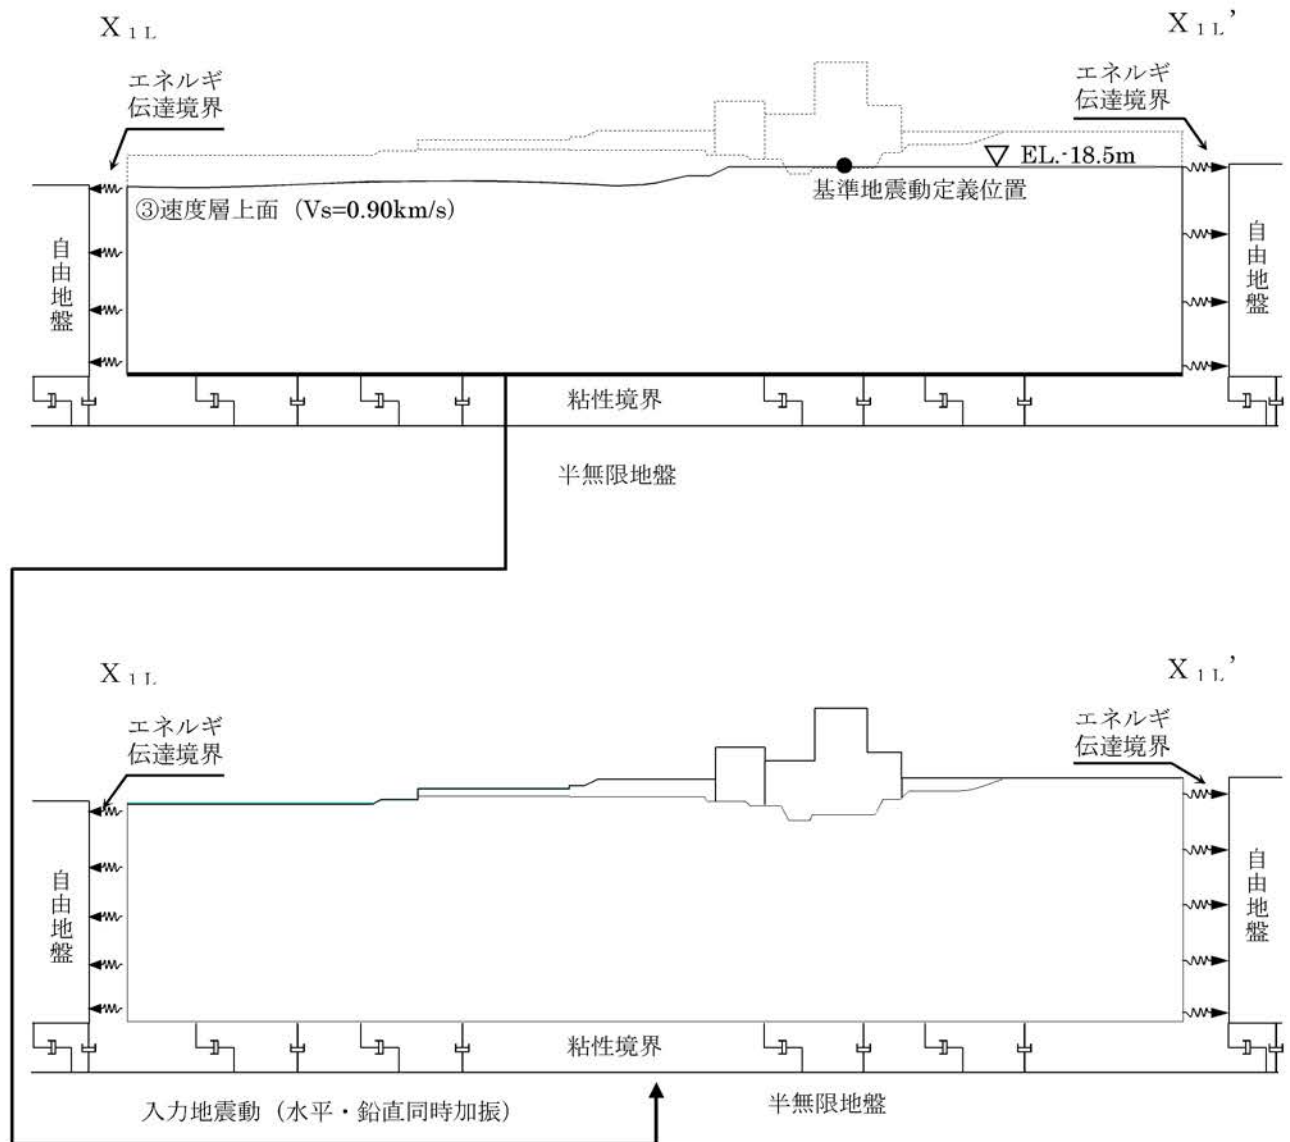 X₁L
X₁L’
エネルギ
伝達境界
エネルギ
伝達境界
EL.-18.5m
基準地震動定義位置
③速度層上面（Vs=0.90km/s）
自由地盤
自由地盤
粘性境界
半無限地盤
X₁L
X₁L’
エネルギ
伝達境界
エネルギ
伝達境界
自由地盤
自由地盤
粘性境界
入力地震動（水平・鉛直同時加振）
半無限地盤